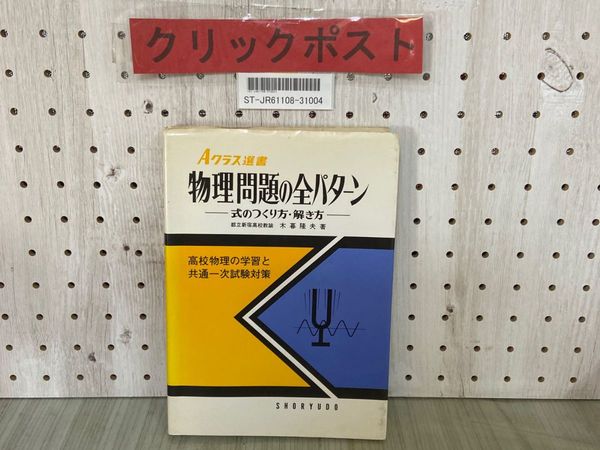 クリックポスト
ST-JR61108-31004
Aクラス選書
物理問題の全パターン
―式のつくり方・解き方―
都立新宿高校教諭 木暮隆夫著
高校物理の学習と
共通一次試験対策
SHORYUDO